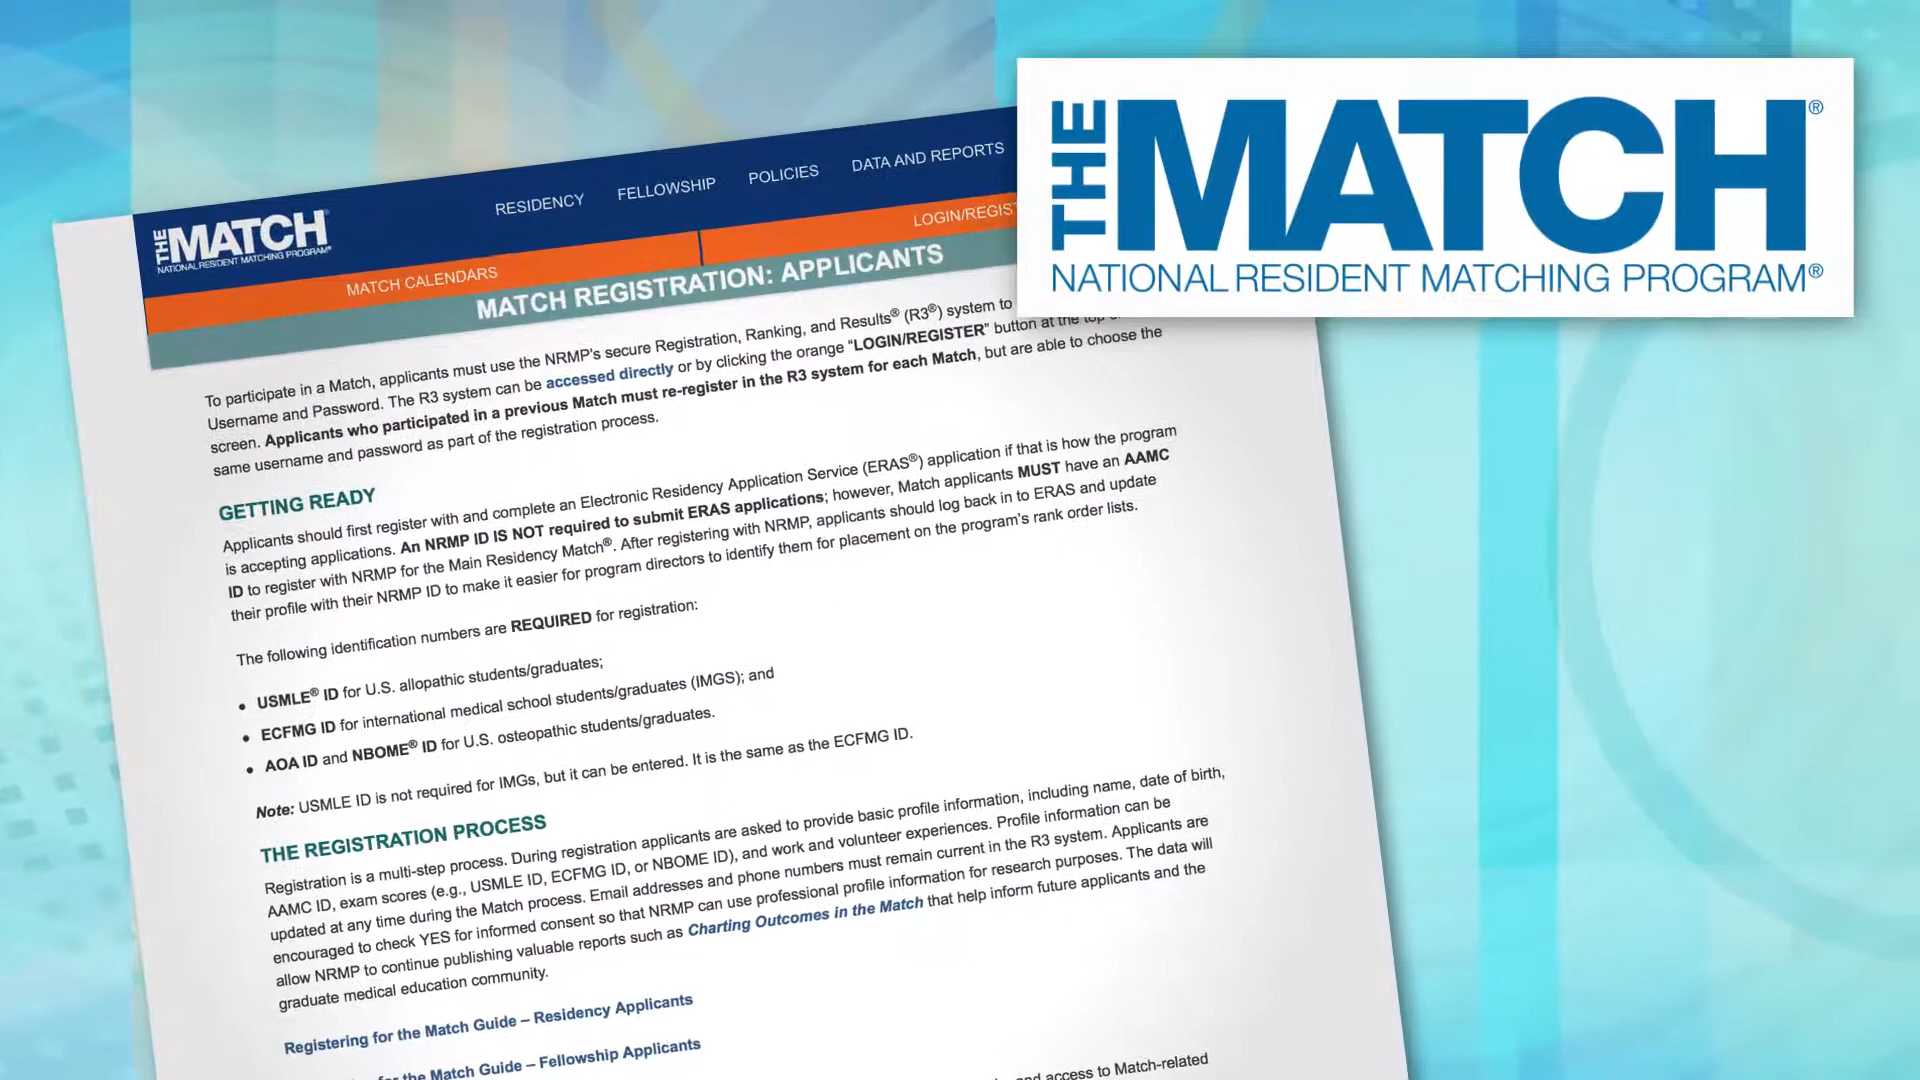 THE MATCH®
NATIONAL RESIDENT MATCHING PROGRAM®
THE MATCH®
NATIONAL RESIDENT MATCHING PROGRAM®
RESIDENCY FELLOWSHIP POLICIES DATA AND REPORTS
MATCH CALENDARS
MATCH REGISTRATION: APPLICANTS
To participate in a Match, applicants must use the NRMP's secure Registration, Ranking, and Results® (R3®) system to
Username and Password. The R3 system can be accessed directly or by clicking the orange “LOGIN/REGISTER” button at the top
screen. Applicants who participated in a previous Match must re-register in the R3 system for each Match, but are able to choose the
same username and password as part of the registration process.
GETTING READY
Applicants should first register with and complete an Electronic Residency Application Service (ERAS®) application if that is how the program
is accepting applications. An NRMP ID IS NOT required to submit ERAS applications; however, Match applicants MUST have an AAMC
ID to register with NRMP for the Main Residency Match®. After registering with NRMP, applicants should log back in to ERAS and update
their profile with their NRMP ID to make it easier for program directors to identify them for placement on the program's rank order lists.
The following identification numbers are REQUIRED for registration:
• USMLE® ID for U.S. allopathic students/graduates;
• ECFMG ID for international medical school students/graduates (IMGS); and
• AOA ID and NBOME® ID for U.S. osteopathic students/graduates.
Note: USMLE ID is not required for IMGs, but it can be entered. It is the same as the ECFMG ID.
THE REGISTRATION PROCESS
Registration is a multi-step process. During registration applicants are asked to provide basic profile information, including name, date of birth,
AAMC ID, exam scores (e.g., USMLE ID, ECFMG ID, or NBOME ID), and work and volunteer experiences. Profile information can be
updated at any time during the Match process. Email addresses and phone numbers must remain current in the R3 system. Applicants are
encouraged to check YES for informed consent so that NRMP can use professional profile information for research purposes. The data will
allow NRMP to continue publishing valuable reports such as Charting Outcomes in the Match that help inform future applicants and the
graduate medical education community.
Registering for the Match Guide – Residency Applicants
the Match Guide – Fellowship Applicants
and access to Match-related